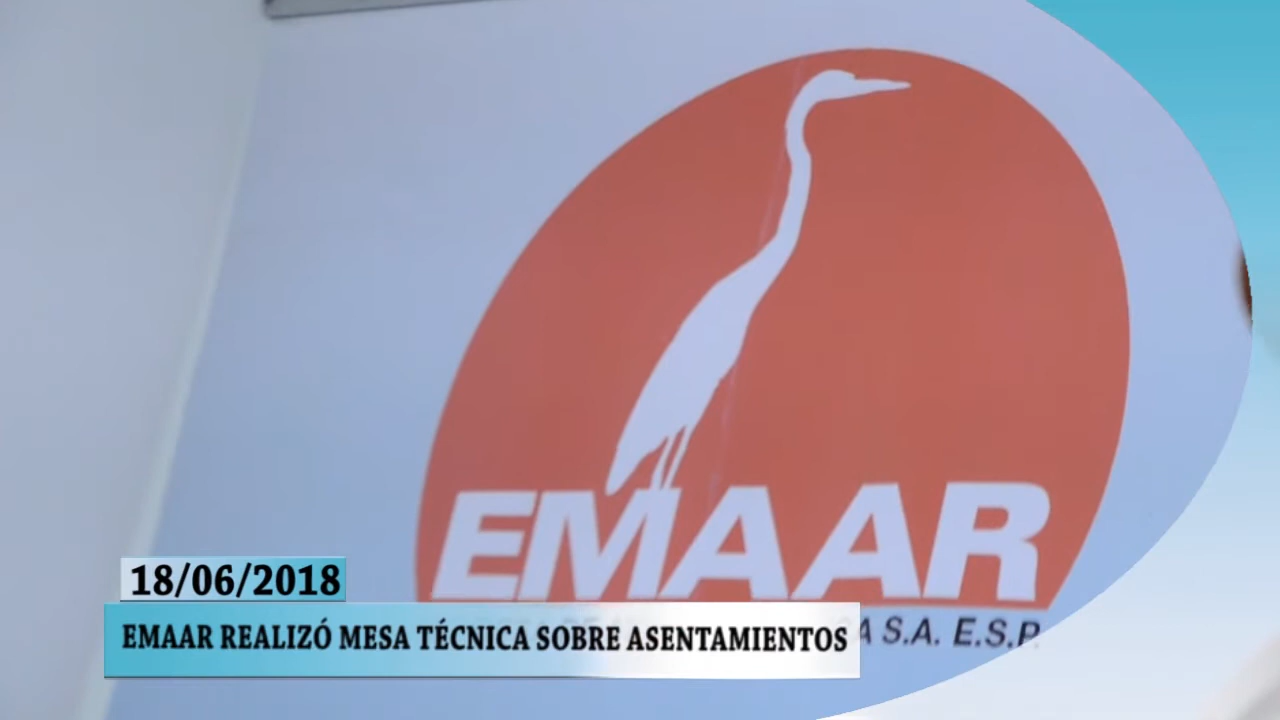 EMAAR
A S.A. E.S.P.
18/06/2018
EMAAR REALIZÓ MESA TÉCNICA SOBRE ASENTAMIENTOS